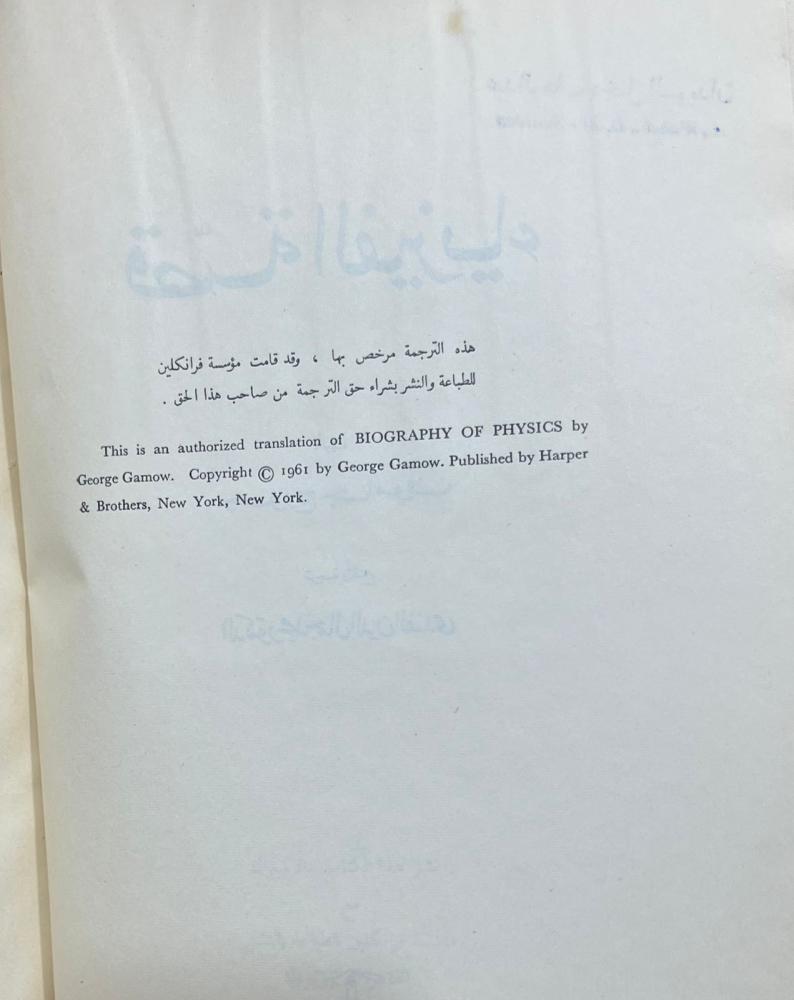 هذه الترجمة مرخص بها ، وقد قامت مؤسسة فرانكلين
للطباعة والنشر بشراء حق الترجمة من صاحب هذا الحق .
This is an authorized translation of BIOGRAPHY OF PHYSICS by
George Gamow. Copyright © 1961 by George Gamow. Published by Harper
& Brothers, New York, New York.